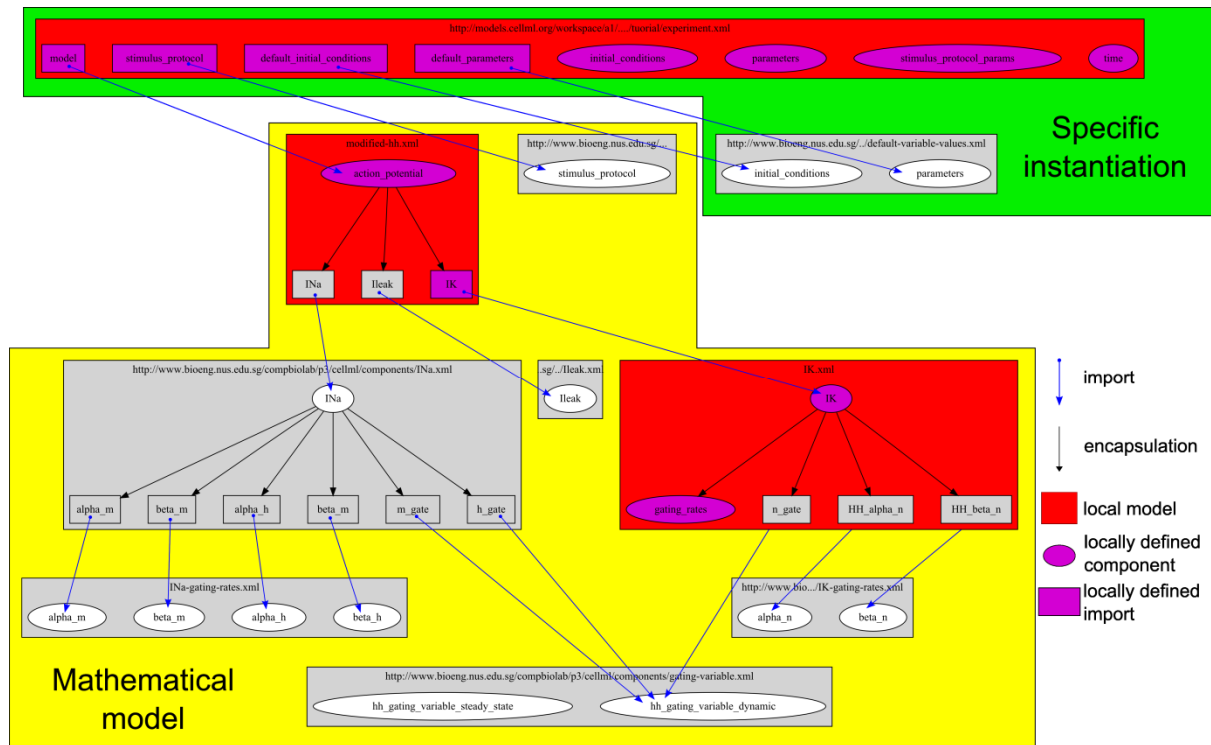 http://models.cellml.org/workspace/a1/…/tuorial/experiment.xml
model
stimulus_protocol
default_initial_conditions
default_parameters
initial_conditions
parameters
stimulus_protocol_params
time
modified-hh.xml
action_potential
INa
Ileak
IK
http://www.bioeng.nus.edu.sg/...
stimulus_protocol
http://www.bioeng.nus.edu.sg/../default-variable-values.xml
initial_conditions
parameters
Specific
instantiation
http://www.bioeng.nus.edu.sg/compbiolab/p3/cellml/components/INa.xml
INa
alpha_m
beta_m
alpha_h
beta_m
m_gate
h_gate
.sg/../Ileak.xml
Ileak
IK.xml
IK
gating_rates
n_gate
HH_alpha_n
HH_beta_n
INa-gating-rates.xml
alpha_m
beta_m
alpha_h
beta_h
http://www.bio.../IK-gating-rates.xml
alpha_n
beta_n
http://www.bioeng.nus.edu.sg/compbiolab/p3/cellml/components/gating-variable.xml
hh_gating_variable_steady_state
hh_gating_variable_dynamic
Mathematical
model
import
encapsulation
local model
locally defined
component
locally defined
import